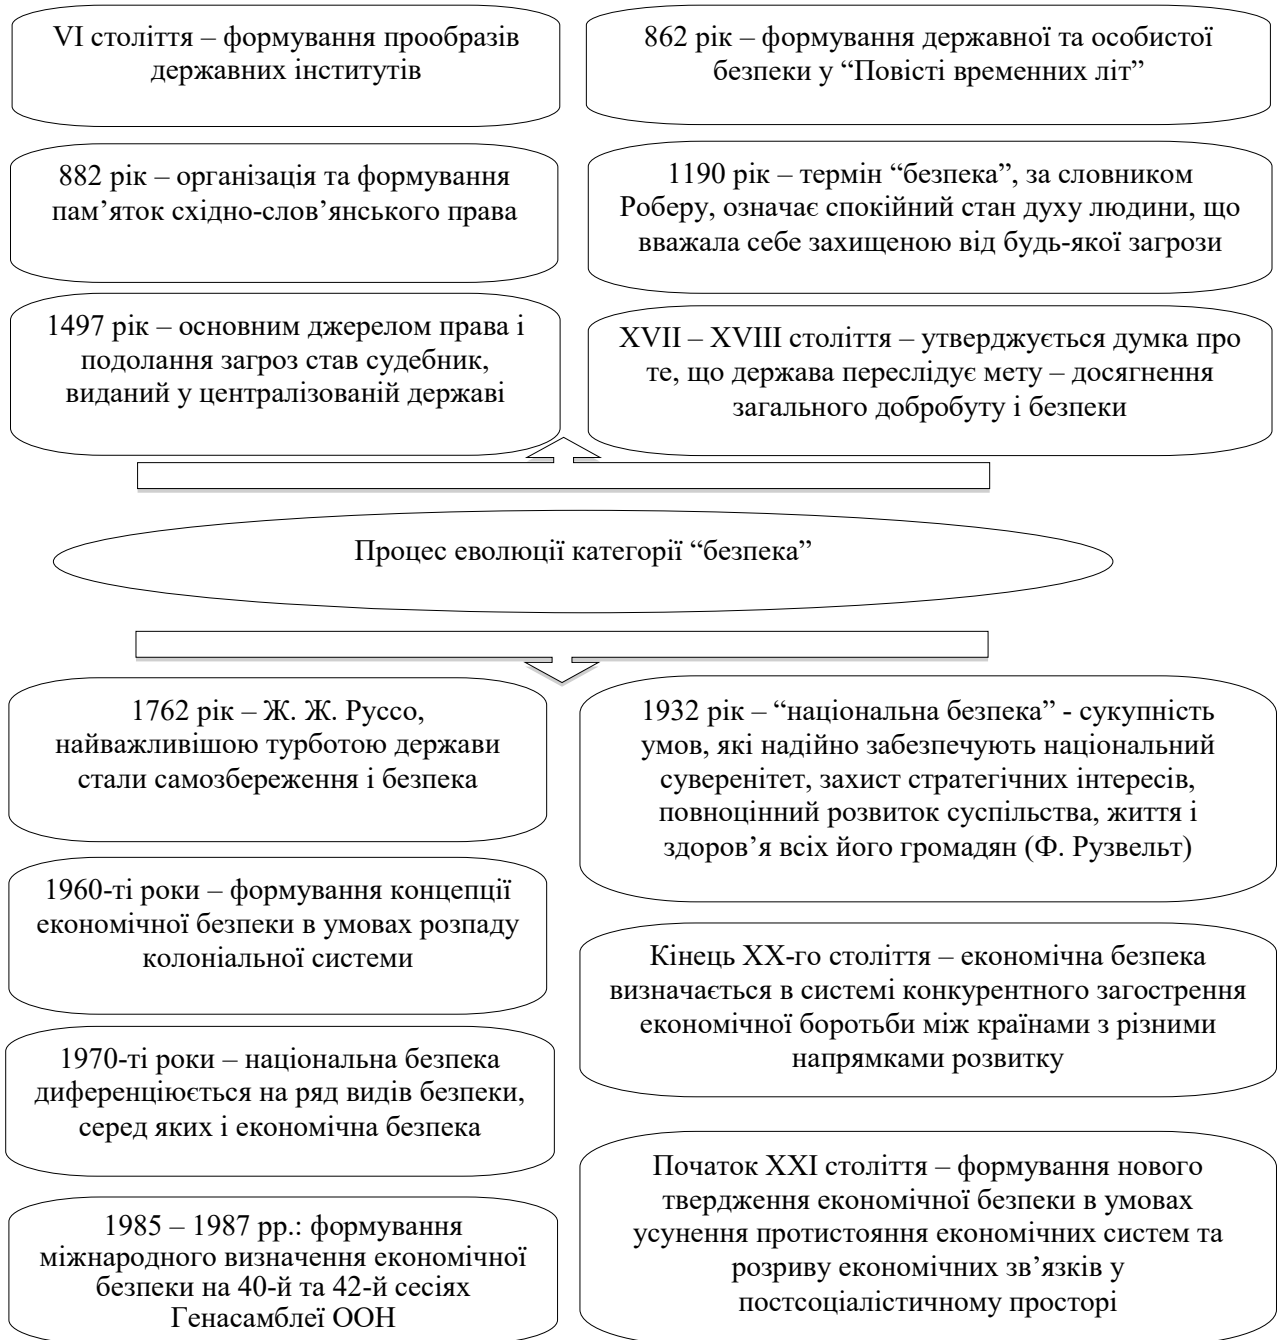 VI століття – формування прообразів
державних інститутів
862 рік – формування державної та особистої
безпеки у “Повісті временних літ”
882 рік – організація та формування
пам’яток східно-слов’янського права
1190 рік – термін “безпека”, за словником
Роберу, означає спокійний стан духу людини, що
вважала себе захищеною від будь-якої загрози
1497 рік – основним джерелом права і
подолання загроз став судебник,
виданий у централізованій державі
XVII – XVIII століття – утверджується думка про
те, що держава переслідує мету – досягнення
загального добробуту і безпеки
Процес еволюції категорії “безпека”
1762 рік – Ж. Ж. Руссо,
найважливішою турботою держави
стали самозбереження і безпека
1932 рік – “національна безпека” - сукупність
умов, які надійно забезпечують національний
суверенітет, захист стратегічних інтересів,
повноцінний розвиток суспільства, життя і
здоров’я всіх його громадян (Ф. Рузвельт)
1960-ті роки – формування концепції
економічної безпеки в умовах розпаду
колоніальної системи
Кінець XX-го століття – економічна безпека
визначається в системі конкурентного загострення
економічної боротьби між країнами з різними
напрямками розвитку
1970-ті роки – національна безпека
диференціюється на ряд видів безпеки,
серед яких і економічна безпека
Початок XXI століття – формування нового
твердження економічної безпеки в умовах
усунення протистояння економічних систем та
розриву економічних зв’язків у
постсоціалістичному просторі
1985 – 1987 рр.: формування
міжнародного визначення економічної
безпеки на 40-й та 42-й сесіях
Генасамблеї ООН